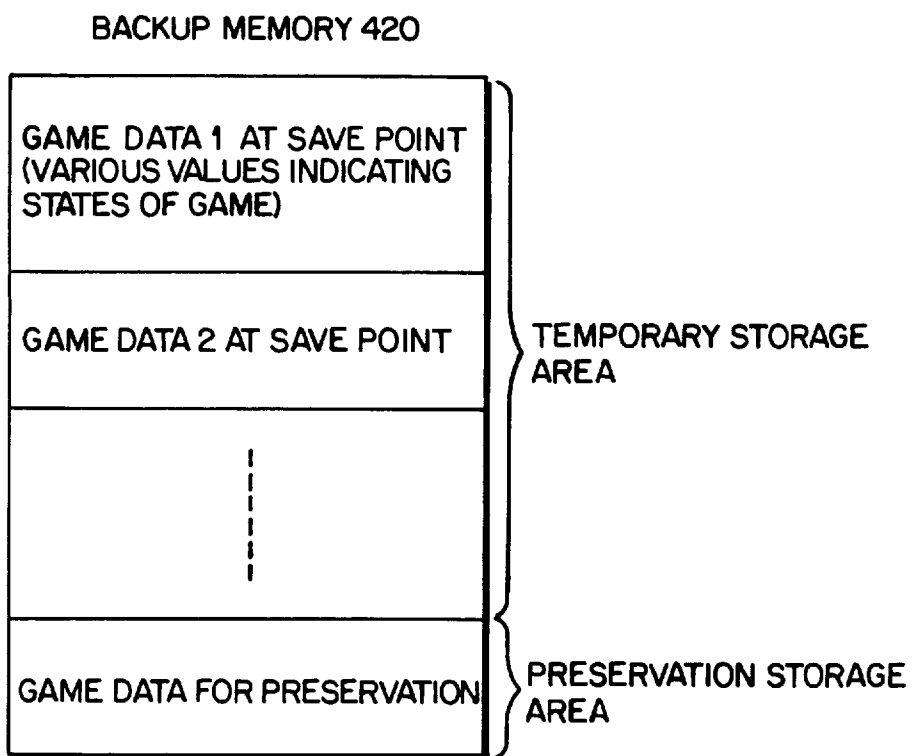 BACKUP MEMORY 420
GAME DATA 1 AT SAVE POINT
(VARIOUS VALUES INDICATING
STATES OF GAME)
GAME DATA 2 AT SAVE POINT
TEMPORARY STORAGE
AREA
GAME DATA FOR PRESERVATION
PRESERVATION STORAGE
AREA